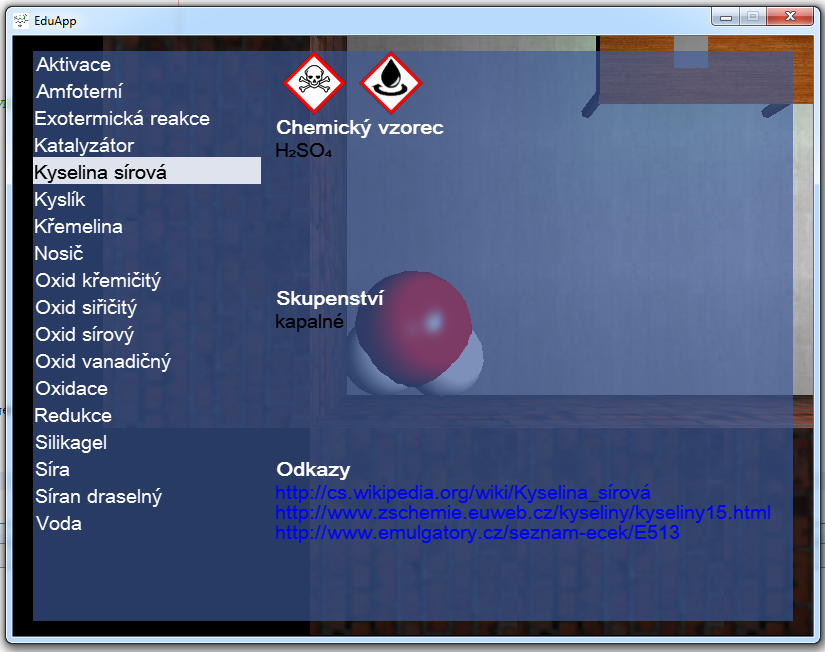 EduApp
Aktivace
Amfoterní
Exotermická reakce
Katalyzátor
Kyselina sírová
Kyslík
Křemelina
Nosič
Oxid křemičitý
Oxid siřičitý
Oxid sírový
Oxid vanadičný
Oxidace
Redukce
Silikagel
Síra
Síran draselný
Voda
Chemický vzorec
H₂SO₄
Skupenství
kapalné
Odkazy
http://cs.wikipedia.org/wiki/Kyselina_sírová
http://www.zschemie.euweb.cz/kyseliny/kyseliny15.html
http://www.emulgatory.cz/seznam-ecek/E513